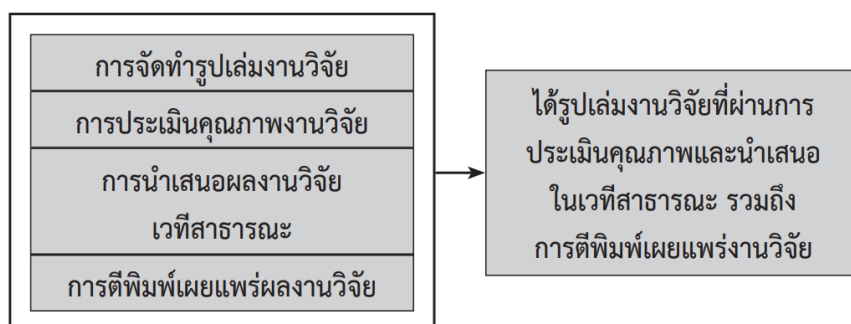 การจัดทำรูปเล่มงานวิจัย
การประเมินคุณภาพงานวิจัย
การนำเสนอผลงานวิจัย
เวทีสาธารณะ
การตีพิมพ์เผยแพร่ผลงานวิจัย
ได้รูปเล่มงานวิจัยที่ผ่านการ
ประเมินคุณภาพและนำเสนอ
ในเวทีสาธารณะ รวมถึง
การตีพิมพ์เผยแพร่งานวิจัย